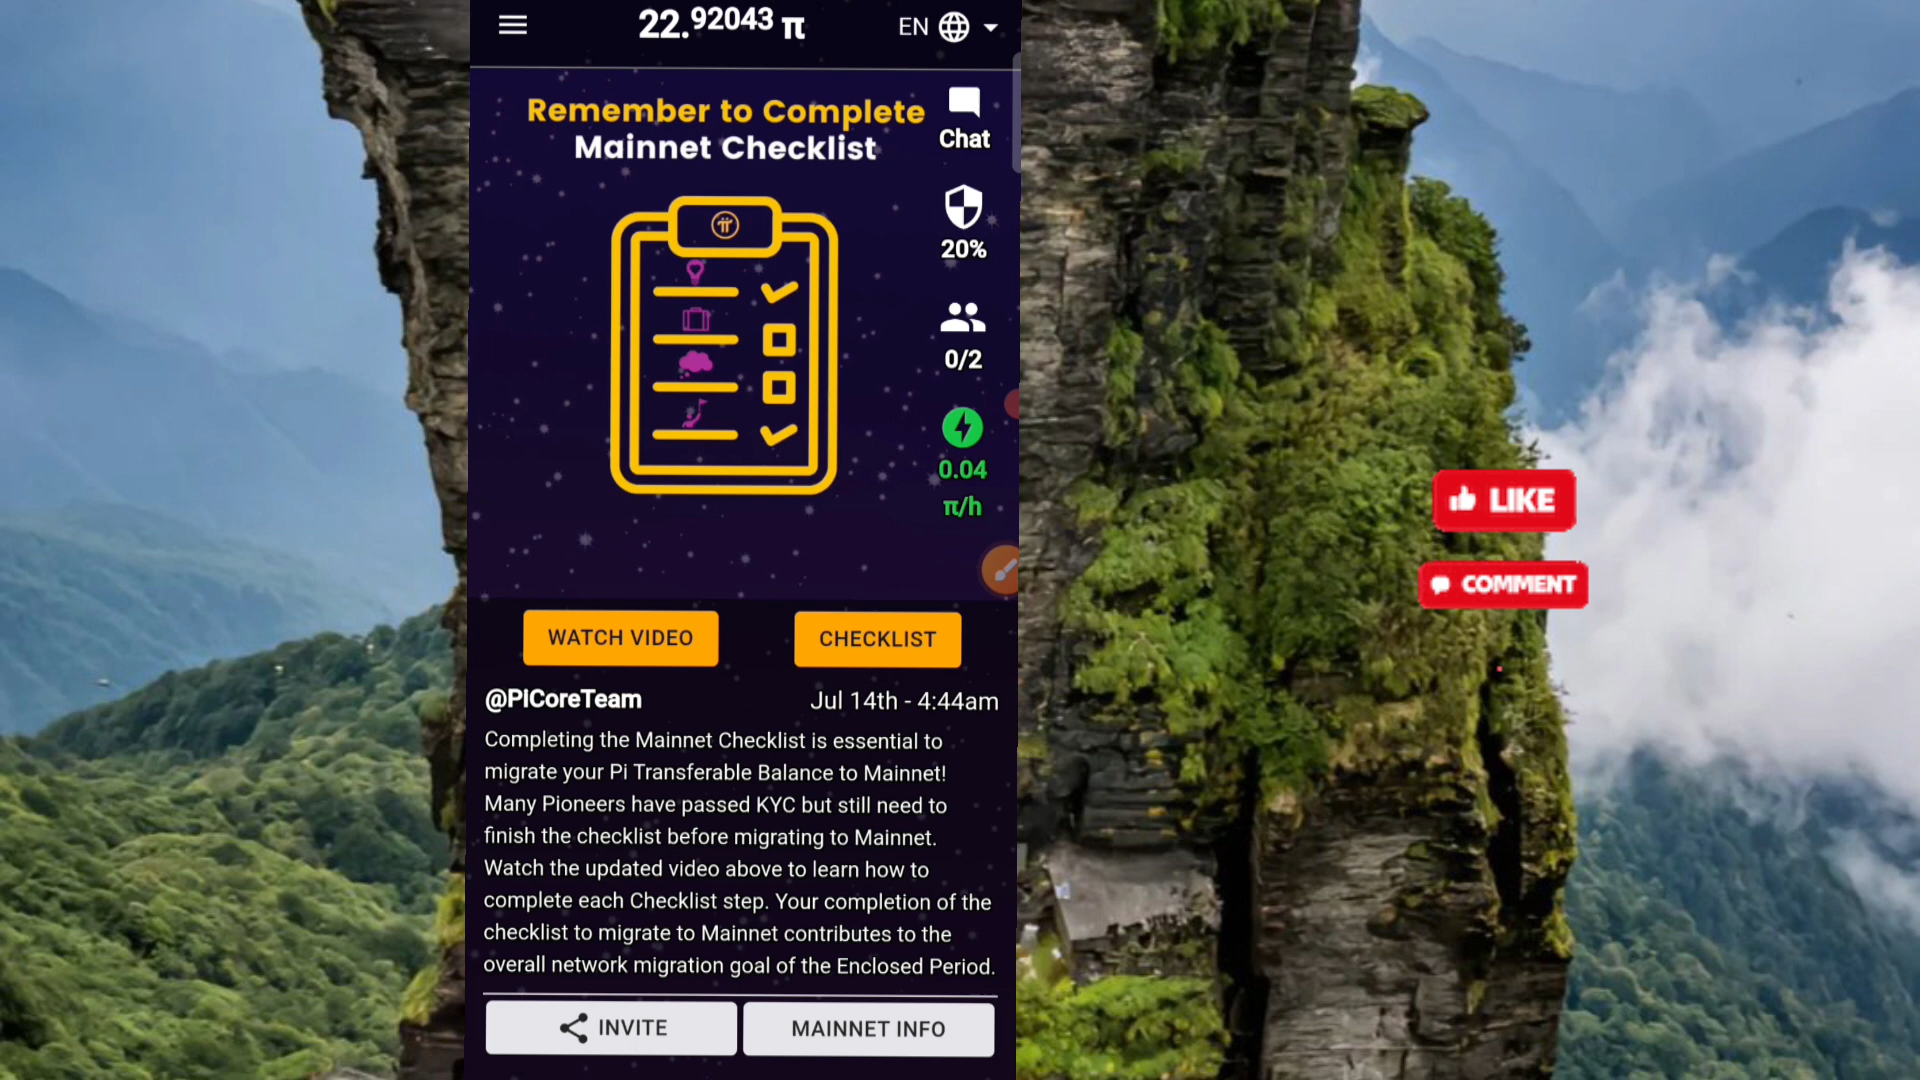 22.92043 π
EN
Remember to Complete
Mainnet Checklist
Chat
20%
0/2
0.04
π/h
LIKE
COMMENT
WATCH VIDEO
CHECKLIST
@PiCoreTeam
Jul 14th - 4:44am
Completing the Mainnet Checklist is essential to
migrate your Pi Transferable Balance to Mainnet!
Many Pioneers have passed KYC but still need to
finish the checklist before migrating to Mainnet.
Watch the updated video above to learn how to
complete each Checklist step. Your completion of the
checklist to migrate to Mainnet contributes to the
overall network migration goal of the Enclosed Period.
INVITE
MAINNET INFO